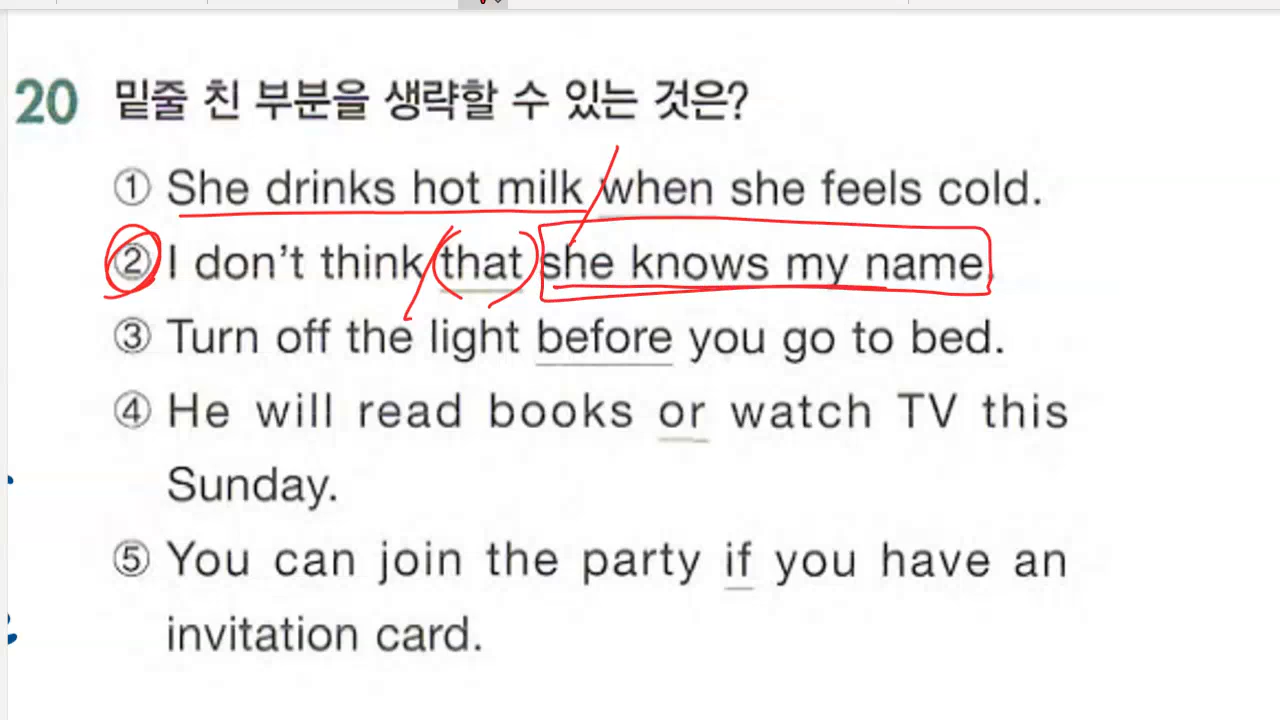 20 밑줄 친 부분을 생략할 수 있는 것은?
① She drinks hot milk when she feels cold.
② I don't think that she knows my name.
③ Turn off the light before you go to bed.
④ He will read books or watch TV this
Sunday.
⑤ You can join the party if you have an
invitation card.